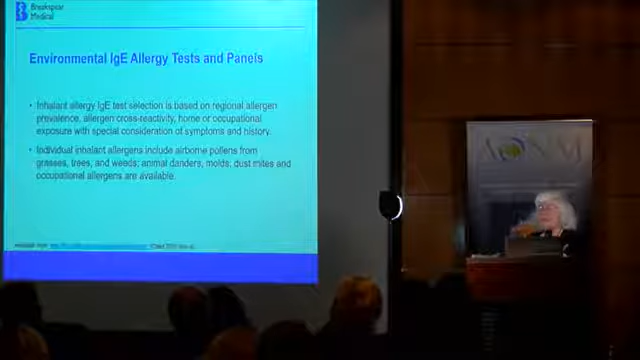 Breakspear
Medical
Environmental IgE Allergy Tests and Panels
• Inhalant allergy IgE test selection is based on regional allergen
prevalence, allergen cross-reactivity, home or occupational
exposure with special consideration of symptoms and history.
• Individual inhalant allergens include airborne pollens from
grasses, trees, and weeds; animal danders, molds, dust mites and
occupational allergens are available.
AONM